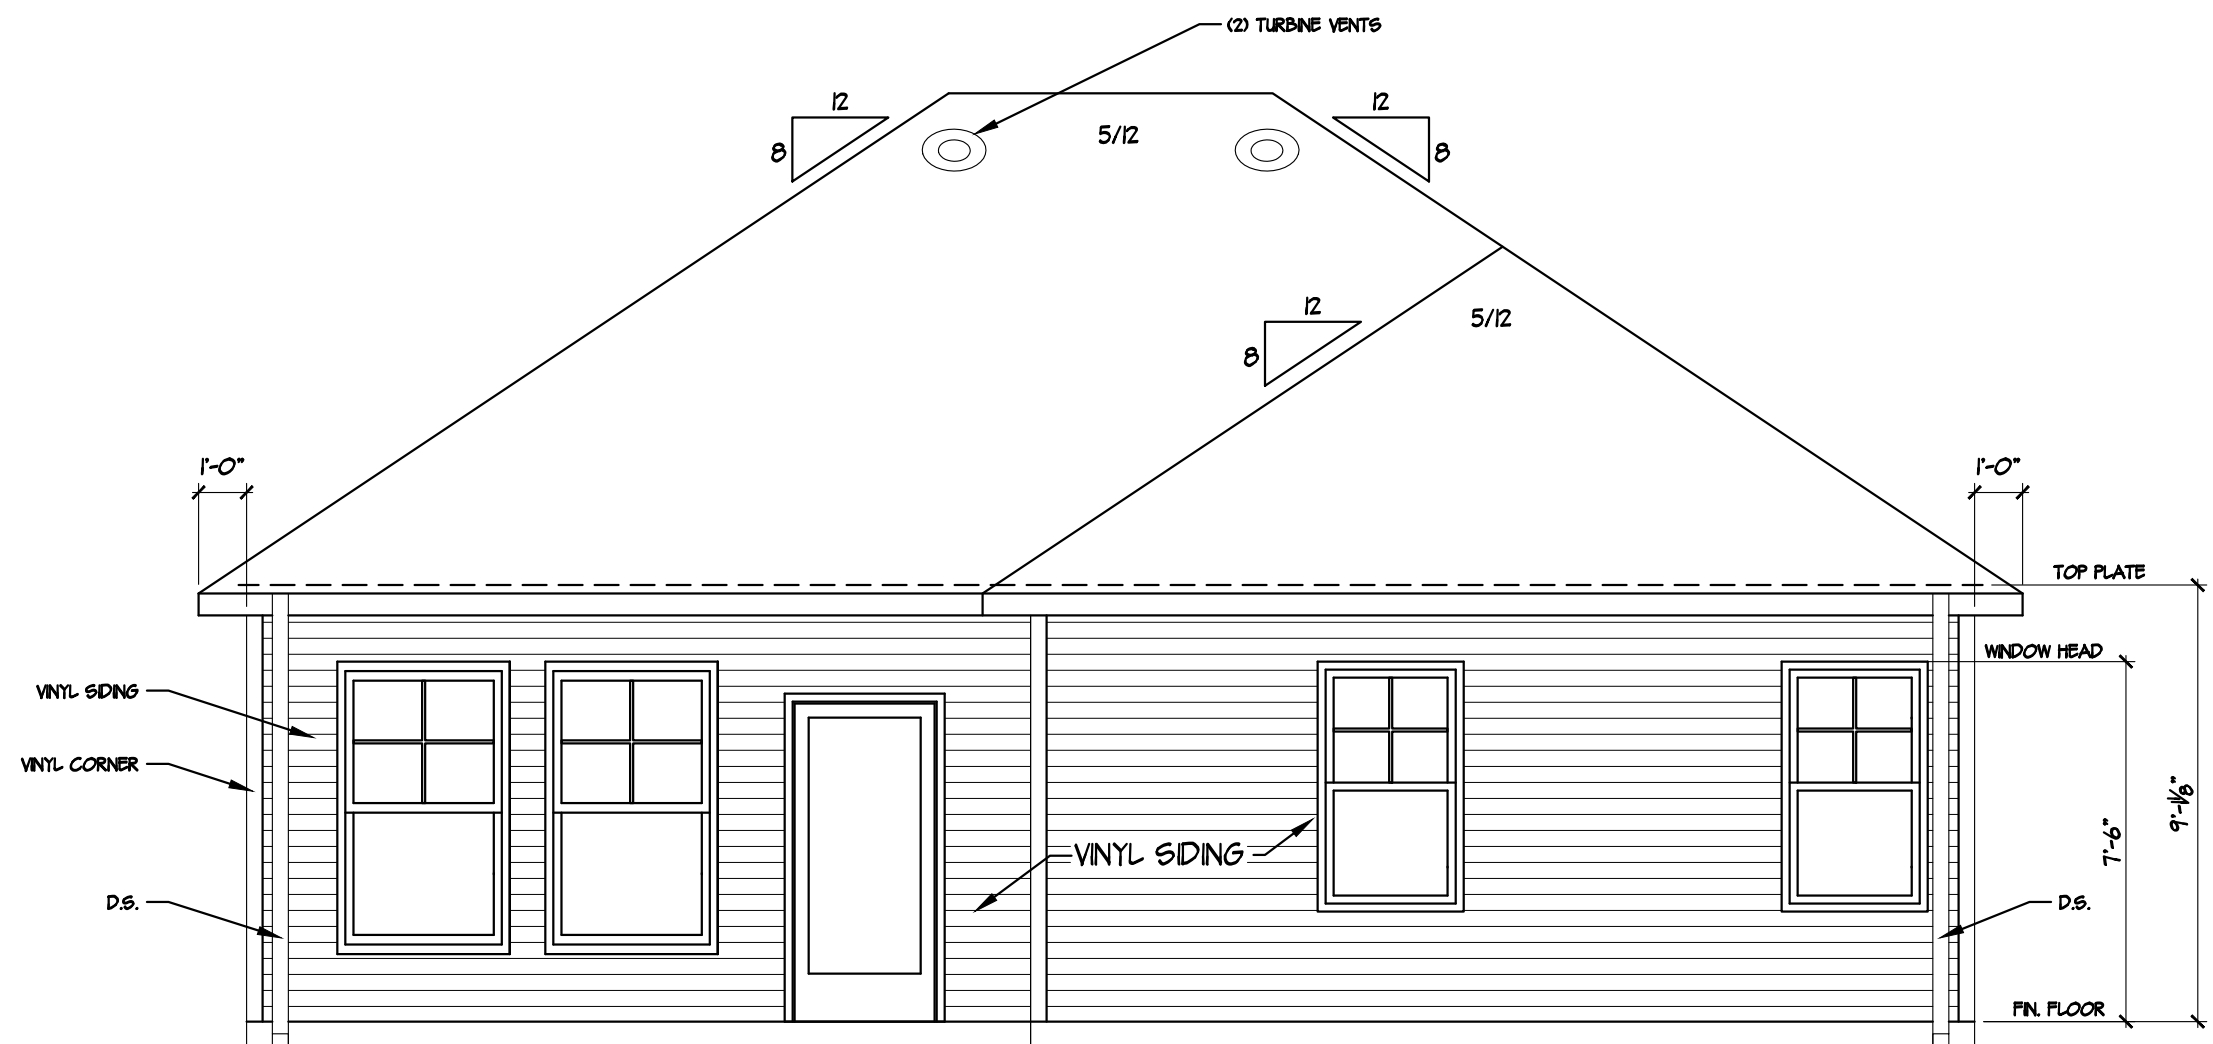 (2) TURBINE VENTS
12
8
5/12
12
8
12
8
5/12
1'-0"
1'-0"
TOP PLATE
WINDOW HEAD
VINYL SIDING
VINYL CORNER
VINYL SIDING
7'-6"
9'-1/8"
D.S.
D.S.
FIN. FLOOR